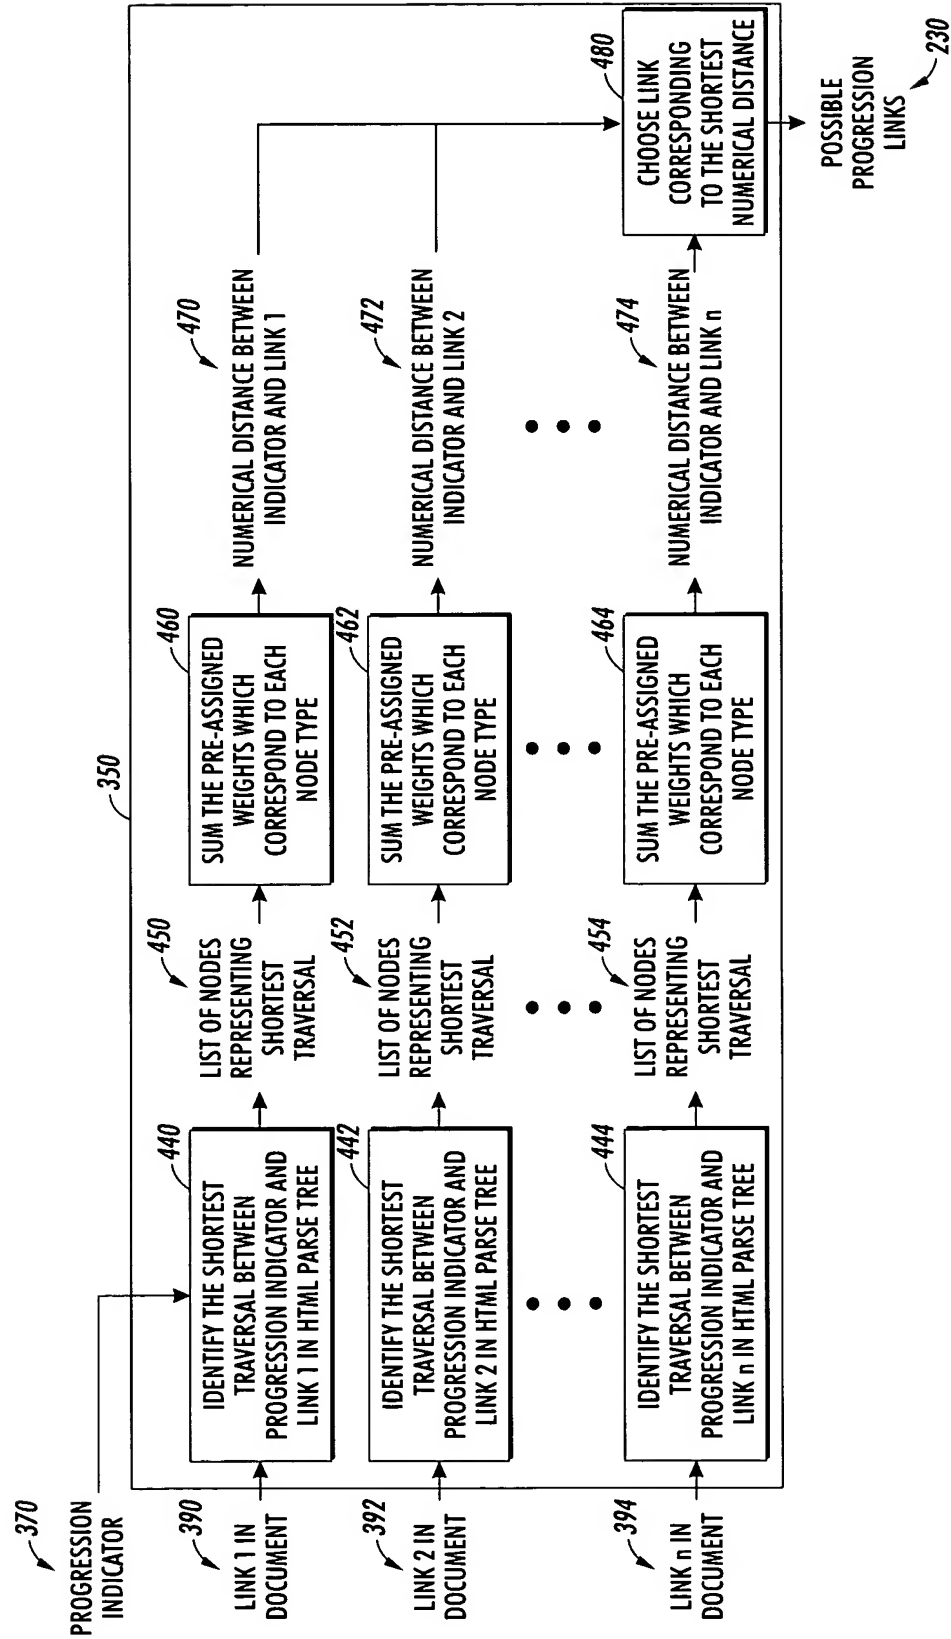 350
370
PROGRESSION
INDICATOR
390
LINK 1 IN
DOCUMENT
440
IDENTIFY THE SHORTEST
TRAVERSAL BETWEEN
PROGRESSION INDICATOR AND
LINK 1 IN HTML PARSE TREE
450
LIST OF NODES
REPRESENTING
SHORTEST
TRAVERSAL
460
SUM THE PRE-ASSIGNED
WEIGHTS WHICH
CORRESPOND TO EACH
NODE TYPE
470
NUMERICAL DISTANCE BETWEEN
INDICATOR AND LINK 1
392
LINK 2 IN
DOCUMENT
442
IDENTIFY THE SHORTEST
TRAVERSAL BETWEEN
PROGRESSION INDICATOR AND
LINK 2 IN HTML PARSE TREE
452
LIST OF NODES
REPRESENTING
SHORTEST
TRAVERSAL
462
SUM THE PRE-ASSIGNED
WEIGHTS WHICH
CORRESPOND TO EACH
NODE TYPE
472
NUMERICAL DISTANCE BETWEEN
INDICATOR AND LINK 2
394
LINK n IN
DOCUMENT
444
IDENTIFY THE SHORTEST
TRAVERSAL BETWEEN
PROGRESSION INDICATOR AND
LINK n IN HTML PARSE TREE
454
LIST OF NODES
REPRESENTING
SHORTEST
TRAVERSAL
464
SUM THE PRE-ASSIGNED
WEIGHTS WHICH
CORRESPOND TO EACH
NODE TYPE
474
NUMERICAL DISTANCE BETWEEN
INDICATOR AND LINK n
480
CHOOSE LINK
CORRESPONDING
TO THE SHORTEST
NUMERICAL DISTANCE
POSSIBLE
PROGRESSION
LINKS
230